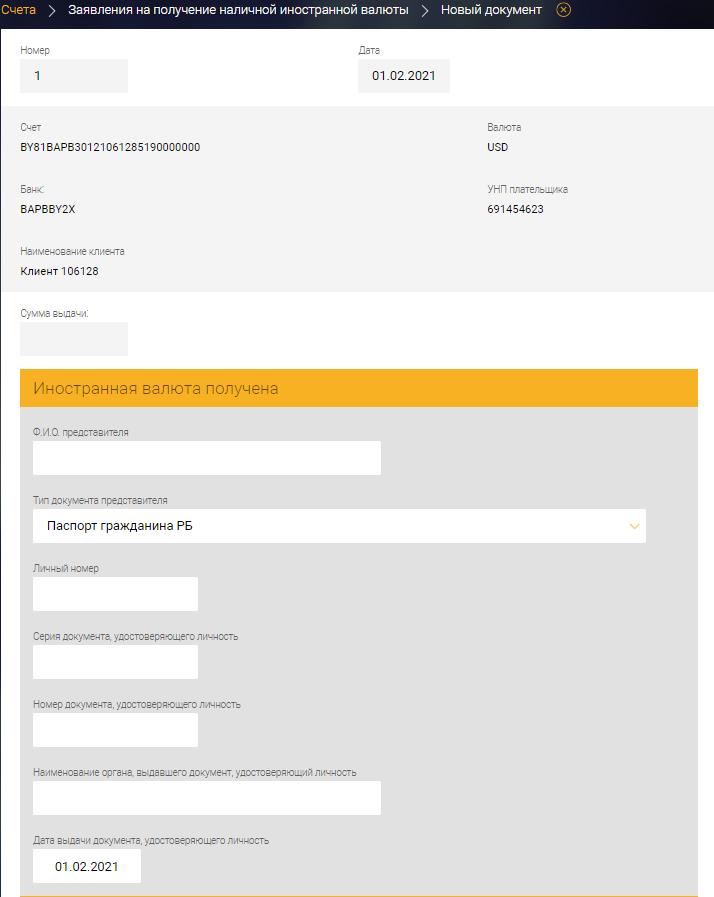 Счета > Заявления на получение наличной иностранной валюты > Новый документ
Номер Дата
1 01.02.2021
Счет Валюта
BY81BAPB30121061285190000000 USD
Банк: УНП плательщика
BAPBBY2X 691454623
Наименование клиента
Клиент 106128
Сумма выдачи:
Иностранная валюта получена
Ф.И.О. представителя
Тип документа представителя
Паспорт гражданина РБ
Личный номер
Серия документа, удостоверяющего личность
Номер документа, удостоверяющего личность
Наименование органа, выдавшего документ, удостоверяющий личность
Дата выдачи документа, удостоверяющего личность
01.02.2021